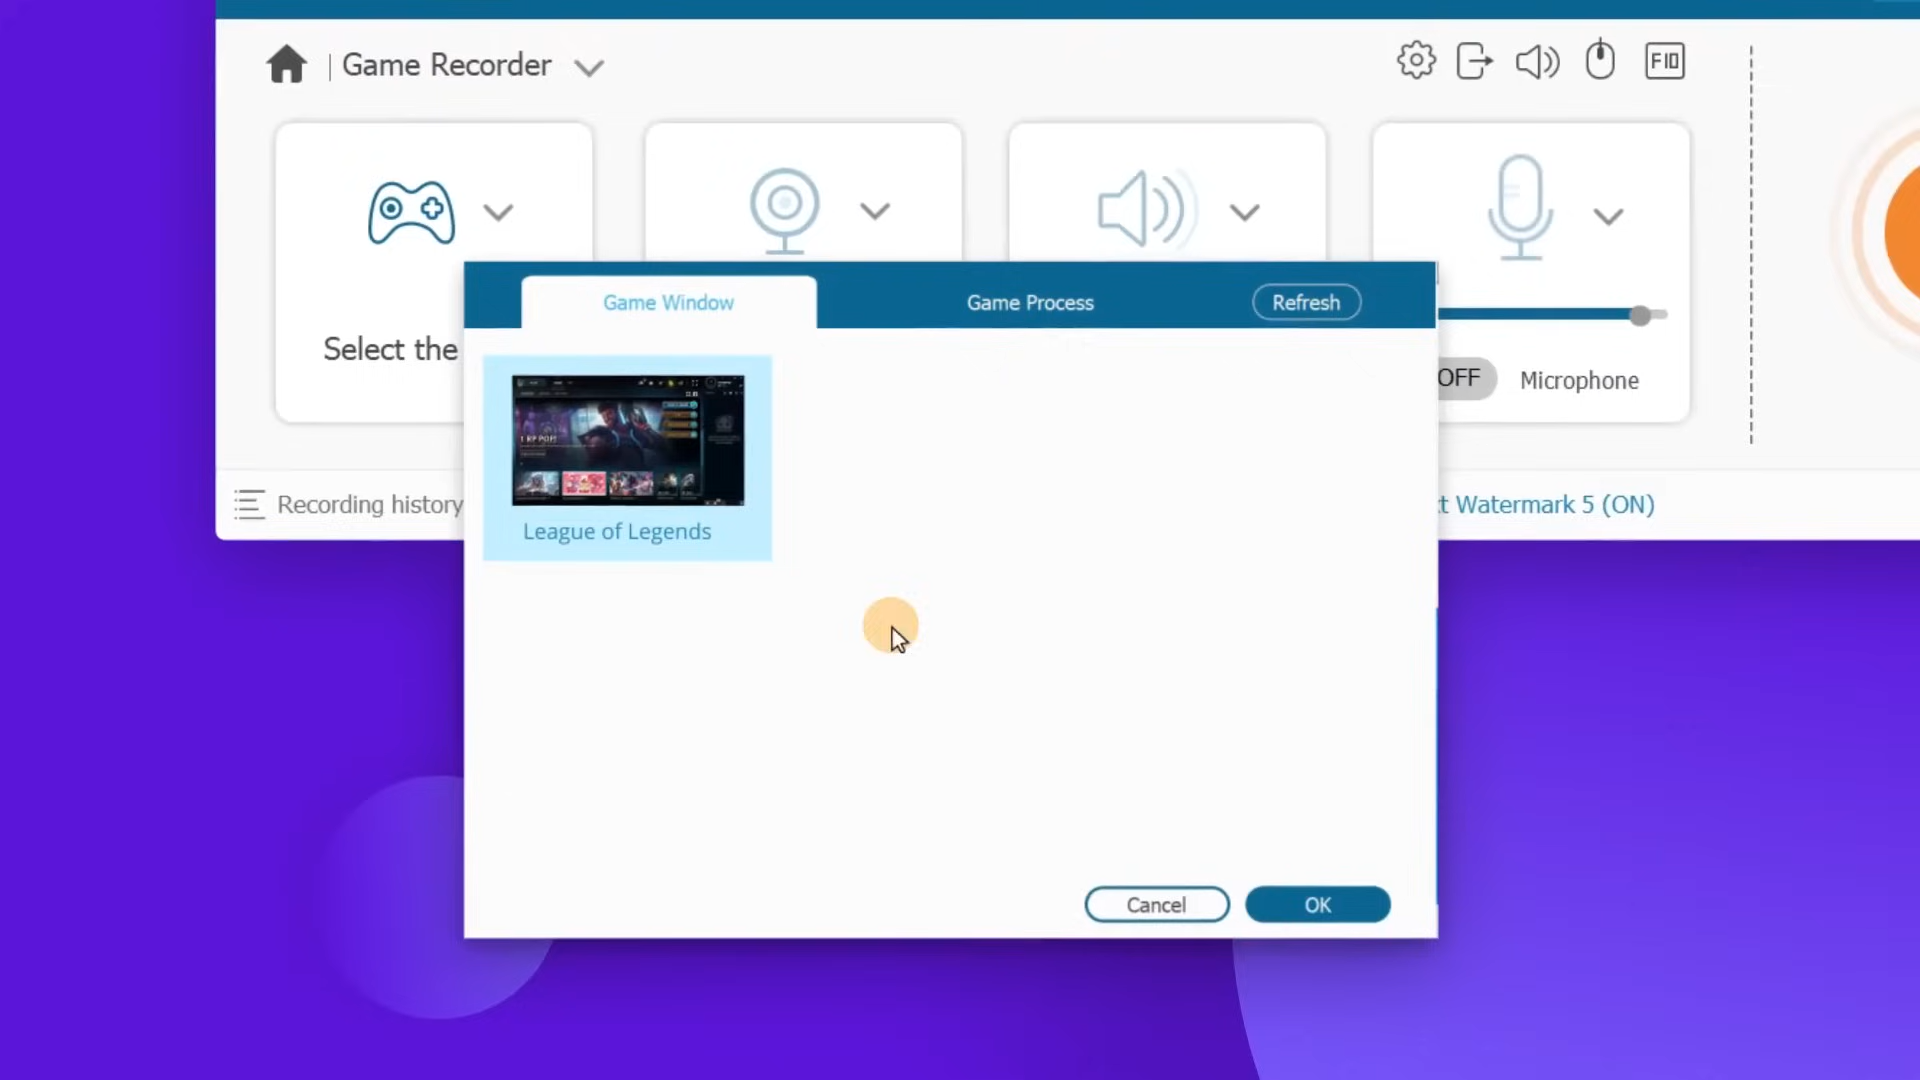 Game Recorder
F10
Game Window
Game Process
Refresh
Select the
OFF
Microphone
League of Legends
Recording history
t Watermark 5 (ON)
Cancel
OK